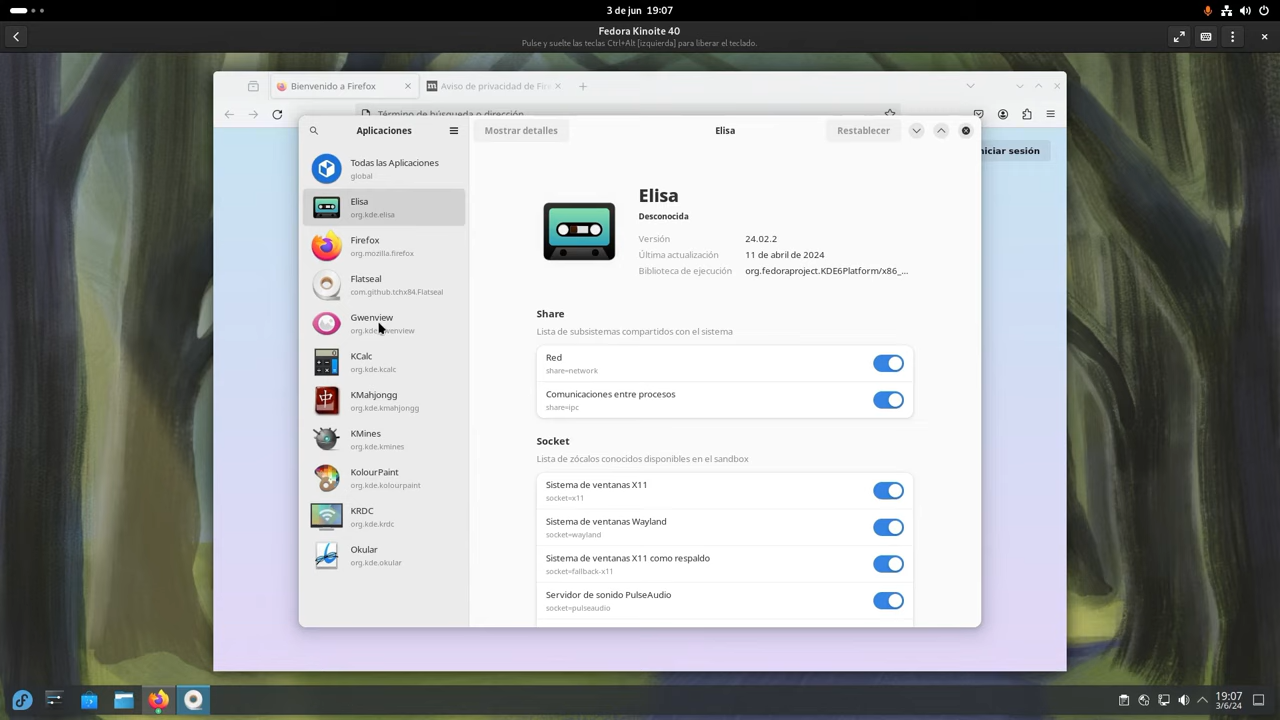 3 de jun 19:07
Fedora Kinoite 40
Pulse y suelte las teclas Ctrl+Alt [izquierda] para liberar el teclado.
Bienvenido a Firefox
Aviso de privacidad de Fire
Término de búsqueda o dirección
iniciar sesión
Aplicaciones
Mostrar detalles
Elisa
Restablecer
Todas las Aplicaciones
global
Elisa
org.kde.elisa
Firefox
org.mozilla.firefox
Flatseal
com.github.tchx84.Flatseal
Gwenview
org.kde.gwenview
KCalc
org.kde.kcalc
KMahjongg
org.kde.kmahjongg
KMines
org.kde.kmines
KolourPaint
org.kde.kolourpaint
KRDC
org.kde.krdc
Okular
org.kde.okular
Elisa
Desconocida
Versión 24.02.2
Última actualización 11 de abril de 2024
Biblioteca de ejecución org.fedoraproject.KDE6Platform/x86_...
Share
Lista de subsistemas compartidos con el sistema
Red
share=network
Comunicaciones entre procesos
share=ipc
Socket
Lista de zócalos conocidos disponibles en el sandbox
Sistema de ventanas X11
socket=x11
Sistema de ventanas Wayland
socket=wayland
Sistema de ventanas X11 como respaldo
socket=fallback-x11
Servidor de sonido PulseAudio
socket=pulseaudio
19:07
3/6/24